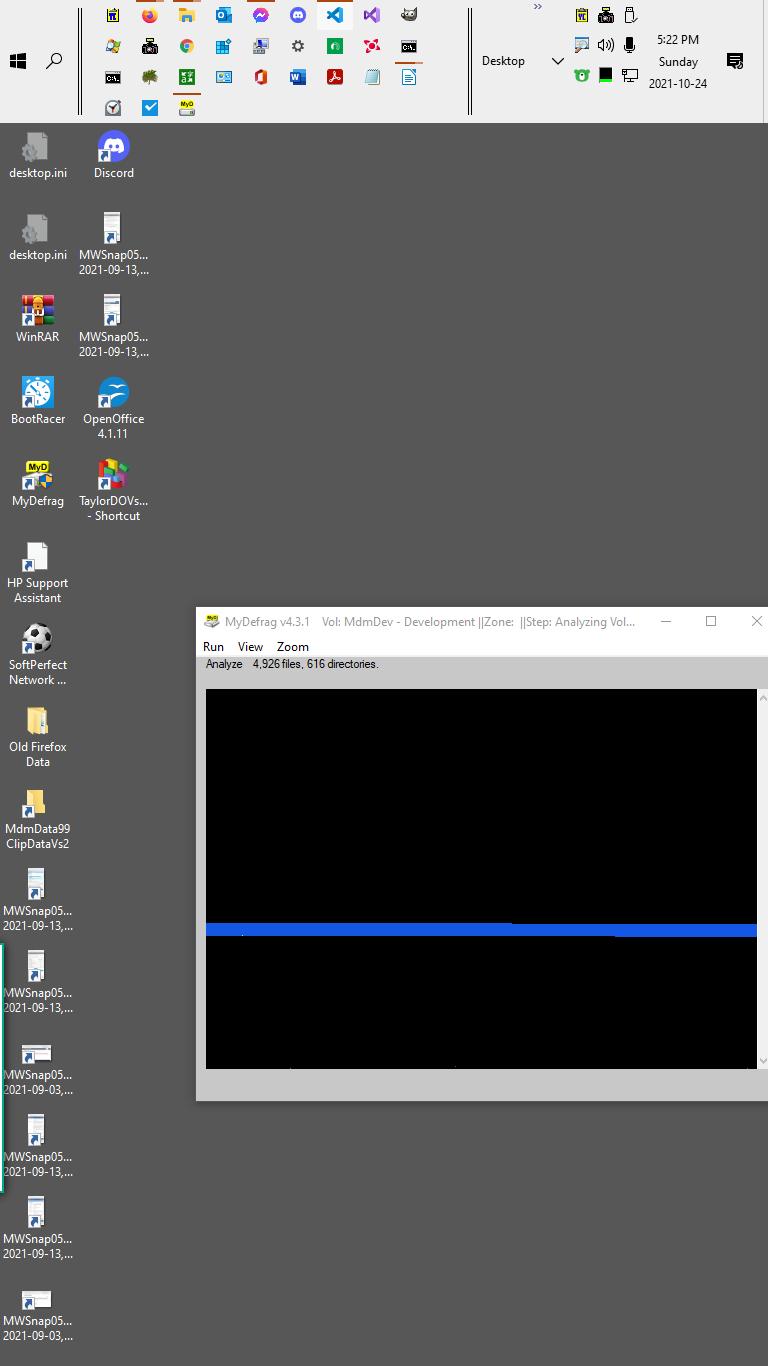 Desktop
5:22 PM
Sunday
2021-10-24
desktop.ini
Discord
desktop.ini
MWSnap05...
2021-09-13,...
WinRAR
MWSnap05...
2021-09-13,...
BootRacer
OpenOffice
4.1.11
MyD
MyDefrag
TaylorDOVs...
- Shortcut
HP Support
Assistant
SoftPerfect
Network ...
Old Firefox
Data
MdmData99
ClipDataVs2
MWSnap05...
2021-09-13,...
MWSnap05...
2021-09-13,...
MWSnap05...
2021-09-03,...
MWSnap05...
2021-09-13,...
MWSnap05...
2021-09-13,...
MWSnap05...
2021-09-03,...
MyDefrag v4.3.1 Vol: MdmDev - Development ||Zone: ||Step: Analyzing Vol...
Run View Zoom
Analyze 4,926 files, 616 directories.